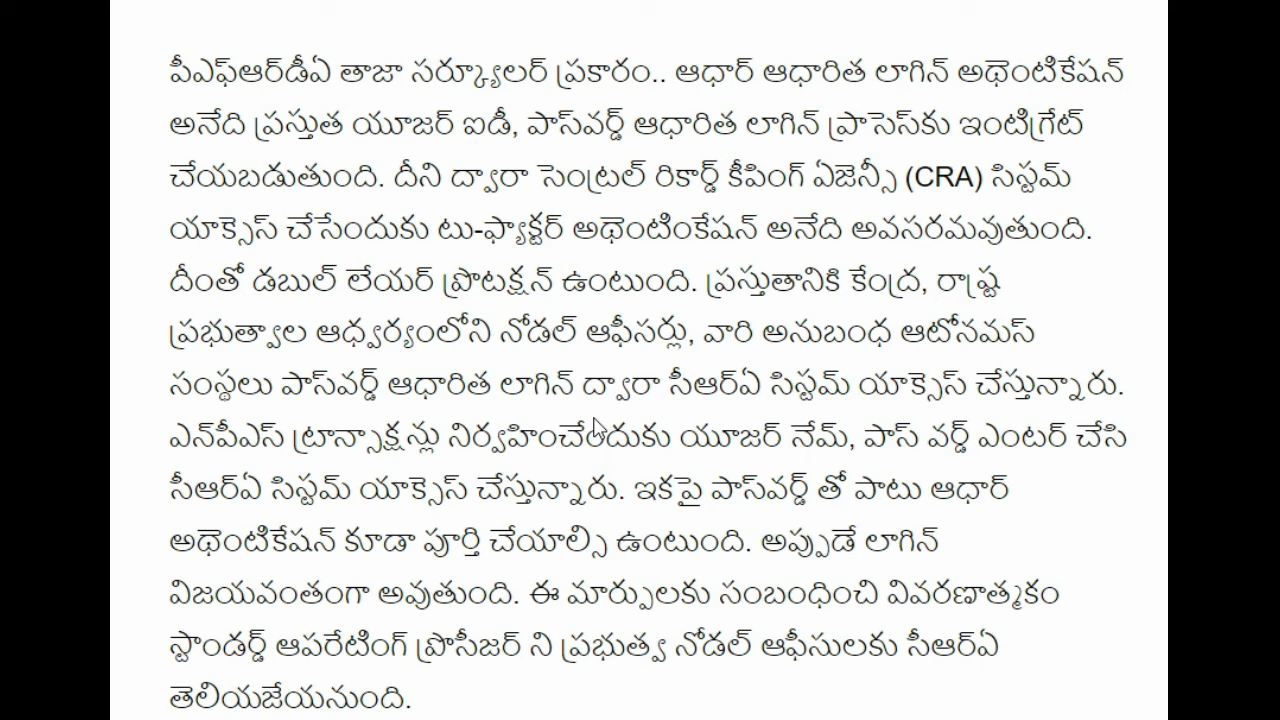 పీఎఫ్ఆర్‌డీఏ తాజా సర్క్యూలర్ ప్రకారం.. ఆధార్ ఆధారిత లాగిన్ అథెంటికేషన్
అనేది ప్రస్తుత యూజర్ ఐడీ, పాస్‌వర్డ్ ఆధారిత లాగిన్ ప్రాసెస్‌కు ఇంటిగ్రేట్
చేయబడుతుంది. దీని ద్వారా సెంట్రల్ రికార్డ్ కీపింగ్ ఏజెన్సీ (CRA) సిస్టమ్
యాక్సెస్ చేసేందుకు టు-ఫ్యాక్టర్ అథెంటింకేషన్ అనేది అవసరమవుతుంది.
దీంతో డబుల్ లేయర్ ప్రొటక్షన్ ఉంటుంది. ప్రస్తుతానికి కేంద్ర, రాష్ట్ర
ప్రభుత్వాల ఆధ్వర్యంలోని నోడల్ ఆఫీసర్లు, వారి అనుబంధ ఆటోనమస్
సంస్థలు పాస్‌వర్డ్ ఆధారిత లాగిన్ ద్వారా సీఆర్ఏ సిస్టమ్ యాక్సెస్ చేస్తున్నారు.
ఎన్‌పీఎస్ ట్రాన్సాక్షన్లు నిర్వహించేందుకు యూజర్ నేమ్, పాస్ వర్డ్ ఎంటర్ చేసి
సీఆర్ఏ సిస్టమ్ యాక్సెస్ చేస్తున్నారు. ఇకపై పాస్‌వర్డ్ తో పాటు ఆధార్
అథెంటికేషన్ కూడా పూర్తి చేయాల్సి ఉంటుంది. అప్పుడే లాగిన్
విజయవంతంగా అవుతుంది. ఈ మార్పులకు సంబంధించి వివరణాత్మకం
స్టాండర్డ్ ఆపరేటింగ్ ప్రొసీజర్ ని ప్రభుత్వ నోడల్ ఆఫీసులకు సీఆర్ఏ
తెలియజేయనుంది.